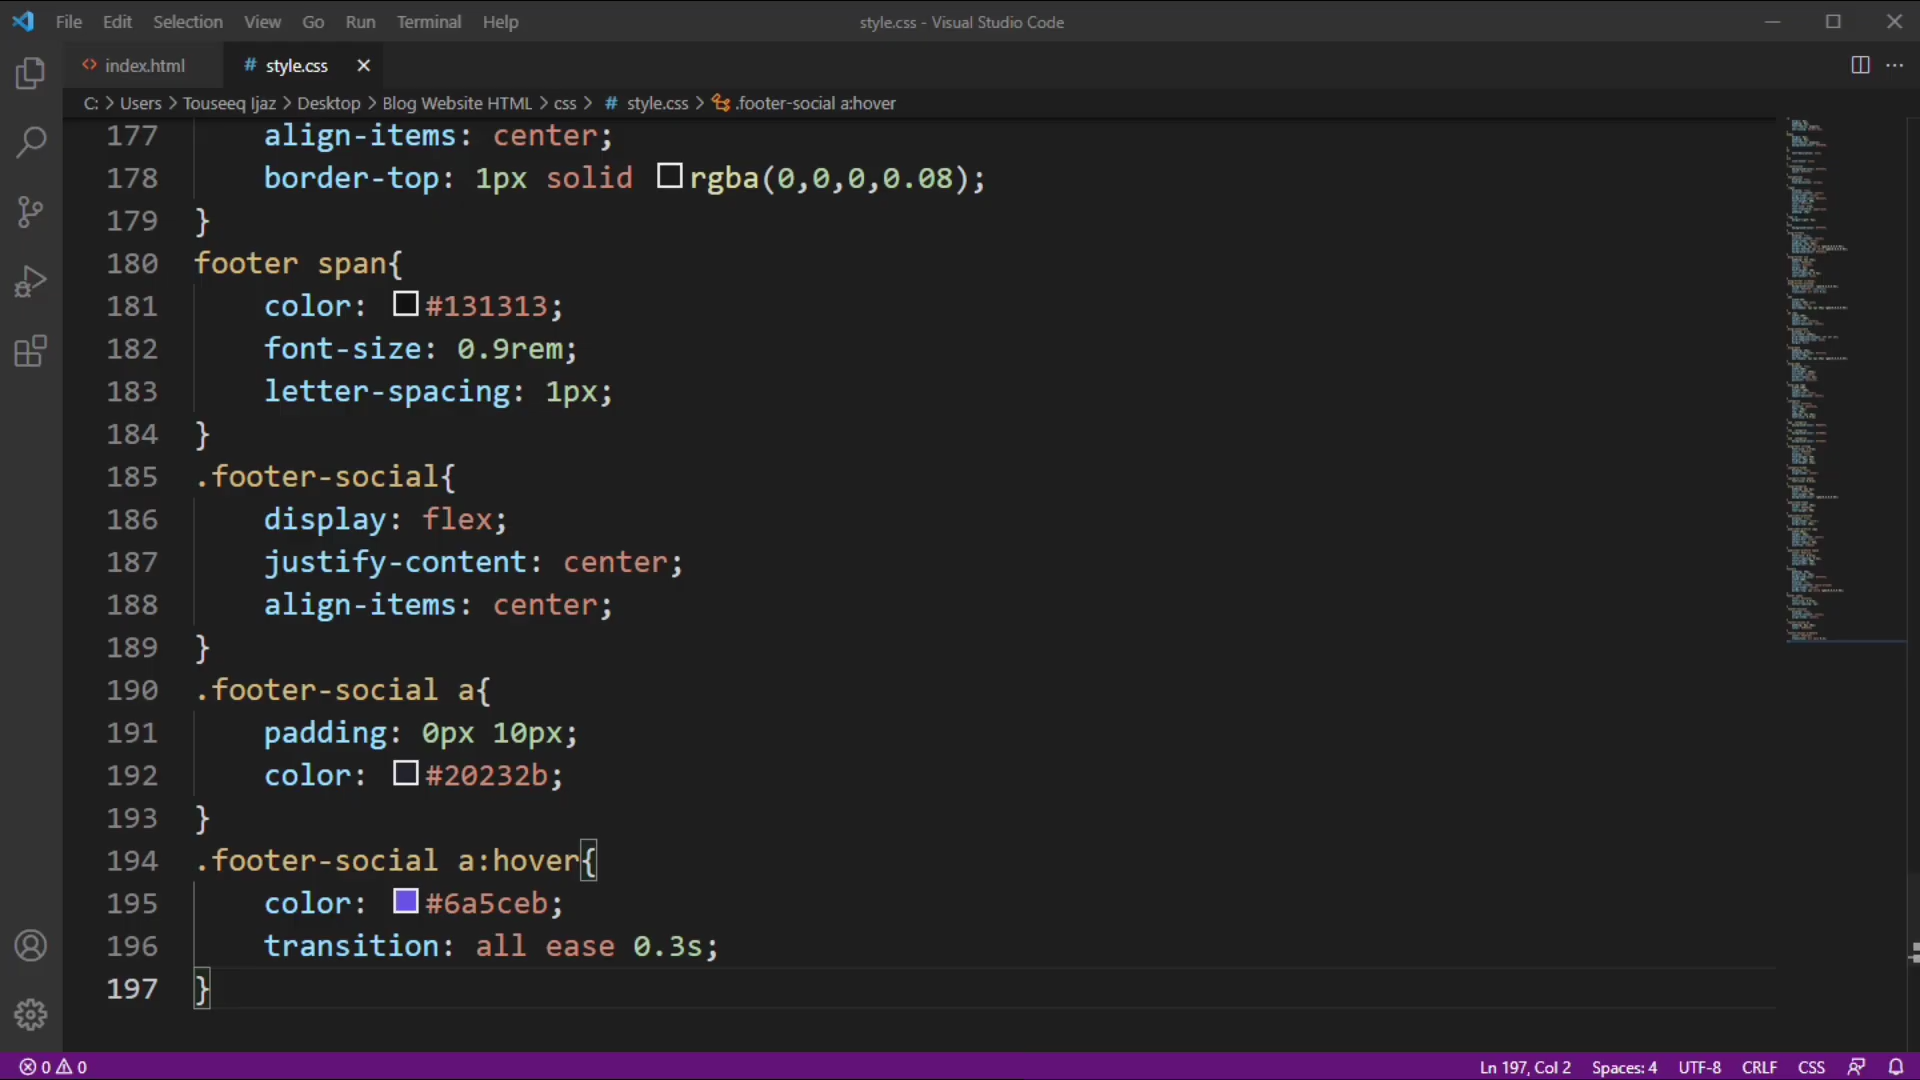 File Edit Selection View Go Run Terminal Help
style.css - Visual Studio Code
index.html
# style.css
C: > Users > Touseeq Ijaz > Desktop > Blog Website HTML > css > # style.css > .footer-social a:hover
177 align-items: center;
178 border-top: 1px solid rgba(0,0,0,0.08);
179 }
180 footer span{
181 color: #131313;
182 font-size: 0.9rem;
183 letter-spacing: 1px;
184 }
185 .footer-social{
186 display: flex;
187 justify-content: center;
188 align-items: center;
189 }
190 .footer-social a{
191 padding: 0px 10px;
192 color: #20232b;
193 }
194 .footer-social a:hover{
195 color: #6a5ceb;
196 transition: all ease 0.3s;
197 }
0 0
Ln 197, Col 2 Spaces: 4 UTF-8 CRLF CSS